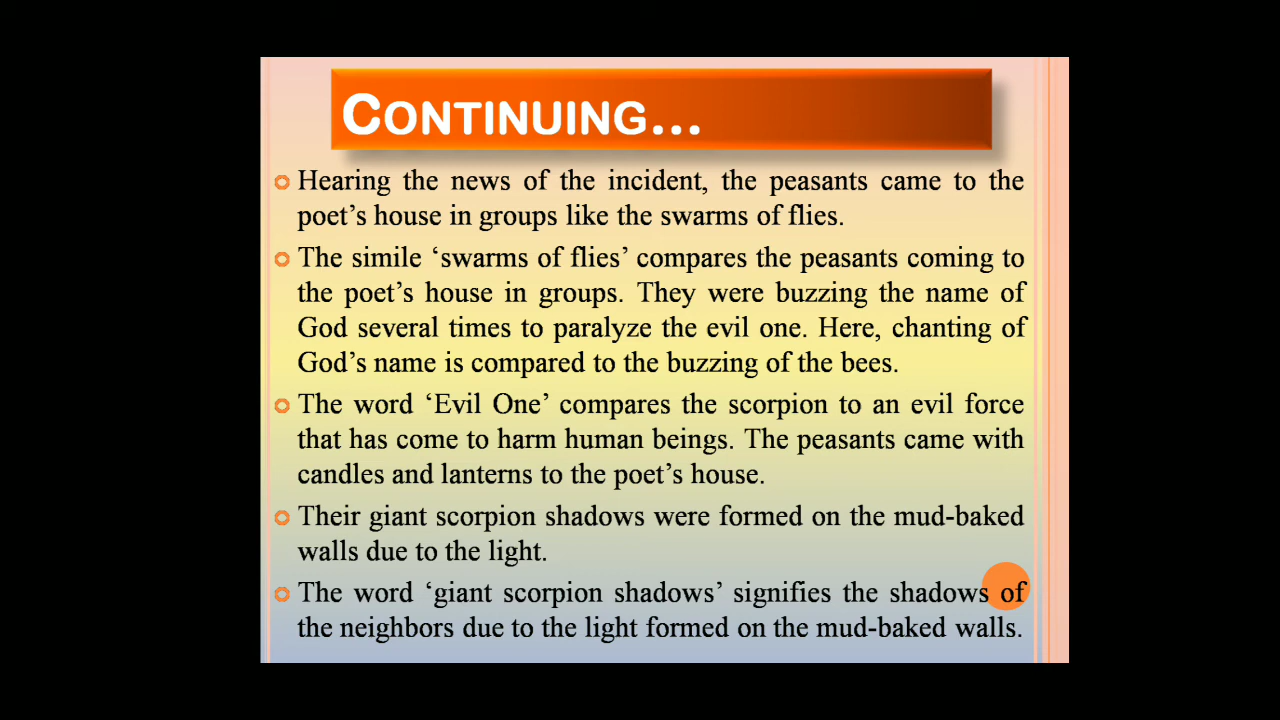 CONTINUING...
Hearing the news of the incident, the peasants came to the
poet's house in groups like the swarms of flies.
The simile ‘swarms of flies’ compares the peasants coming to
the poet's house in groups. They were buzzing the name of
God several times to paralyze the evil one. Here, chanting of
God's name is compared to the buzzing of the bees.
The word ‘Evil One’ compares the scorpion to an evil force
that has come to harm human beings. The peasants came with
candles and lanterns to the poet's house.
Their giant scorpion shadows were formed on the mud-baked
walls due to the light.
The word ‘giant scorpion shadows’ signifies the shadows of
the neighbors due to the light formed on the mud-baked walls.